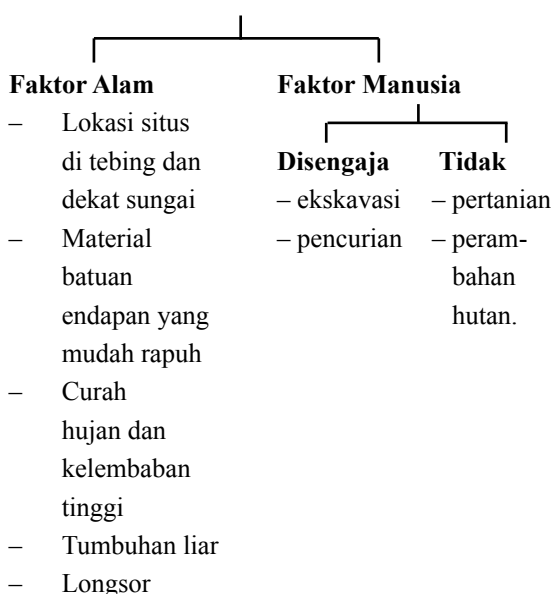 Faktor Alam
– Lokasi situs
di tebing dan
dekat sungai
– Material
batuan
endapan yang
mudah rapuh
– Curah
hujan dan
kelembaban
tinggi
– Tumbuhan liar
– Longsor
Faktor Manusia
Disengaja
– ekskavasi
– pencurian
Tidak
– pertanian
– peram-
bahan
hutan.